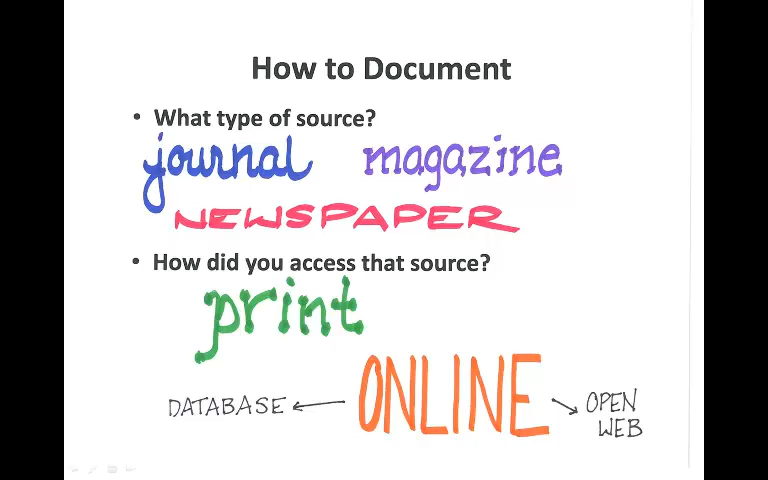 How to Document
• What type of source?
journal magazine
NEWSPAPER
• How did you access that source?
print
ONLINE
DATABASE
OPEN
WEB